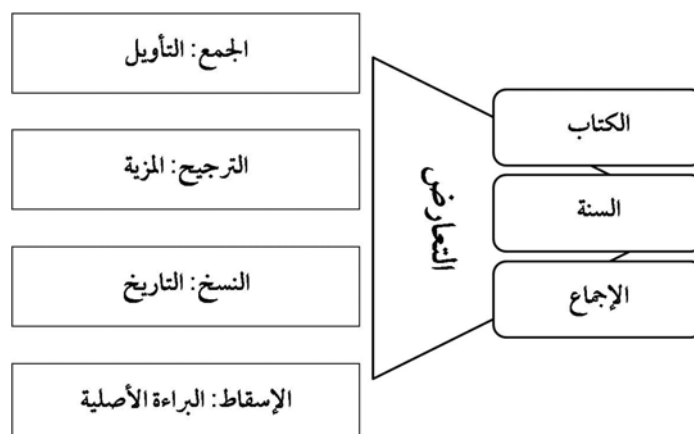 الكتاب
السنة
الإجماع
التعارض
الجمع: التأويل
الترجيح: المزية
النسخ: التاريخ
الإسقاط: البراءة الأصلية